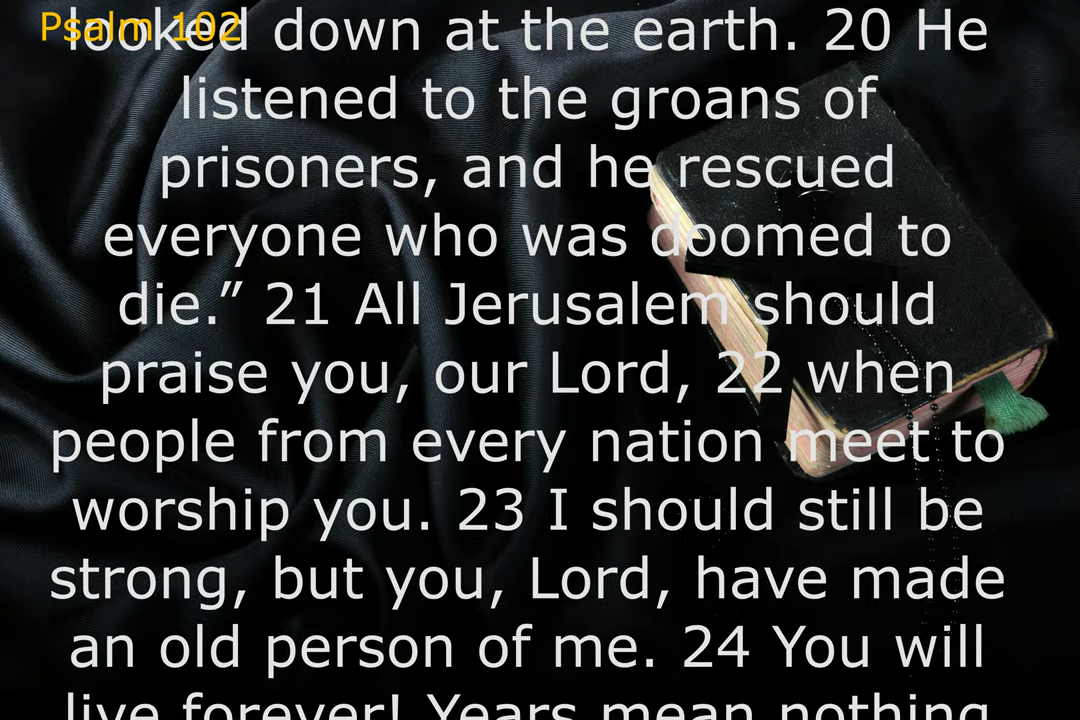 Psalm 102
looked down at the earth. 20 He
listened to the groans of
prisoners, and he rescued
everyone who was doomed to
die.” 21 All Jerusalem should
praise you, our Lord, 22 when
people from every nation meet to
worship you. 23 I should still be
strong, but you, Lord, have made
an old person of me. 24 You will
live forever! Years mean nothing